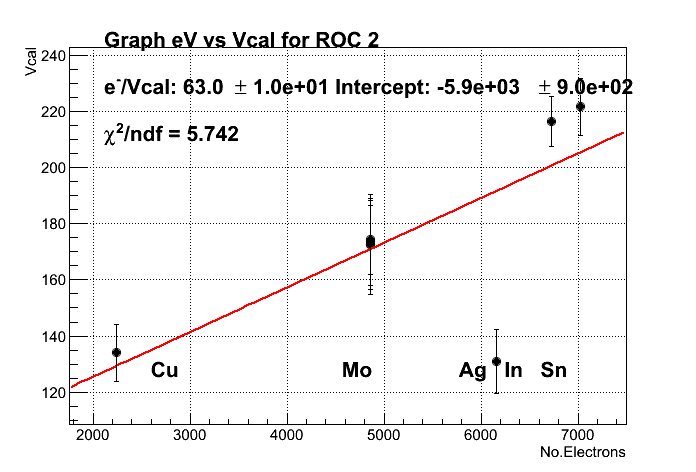 Graph eV vs Vcal for ROC 2
Vcal
e⁻/Vcal: 63.0 ± 1.0e+01 Intercept: -5.9e+03 ± 9.0e+02
χ²/ndf = 5.742
240
220
200
180
160
140
120
Cu Mo Ag In Sn
2000 3000 4000 5000 6000 7000
No.Electrons